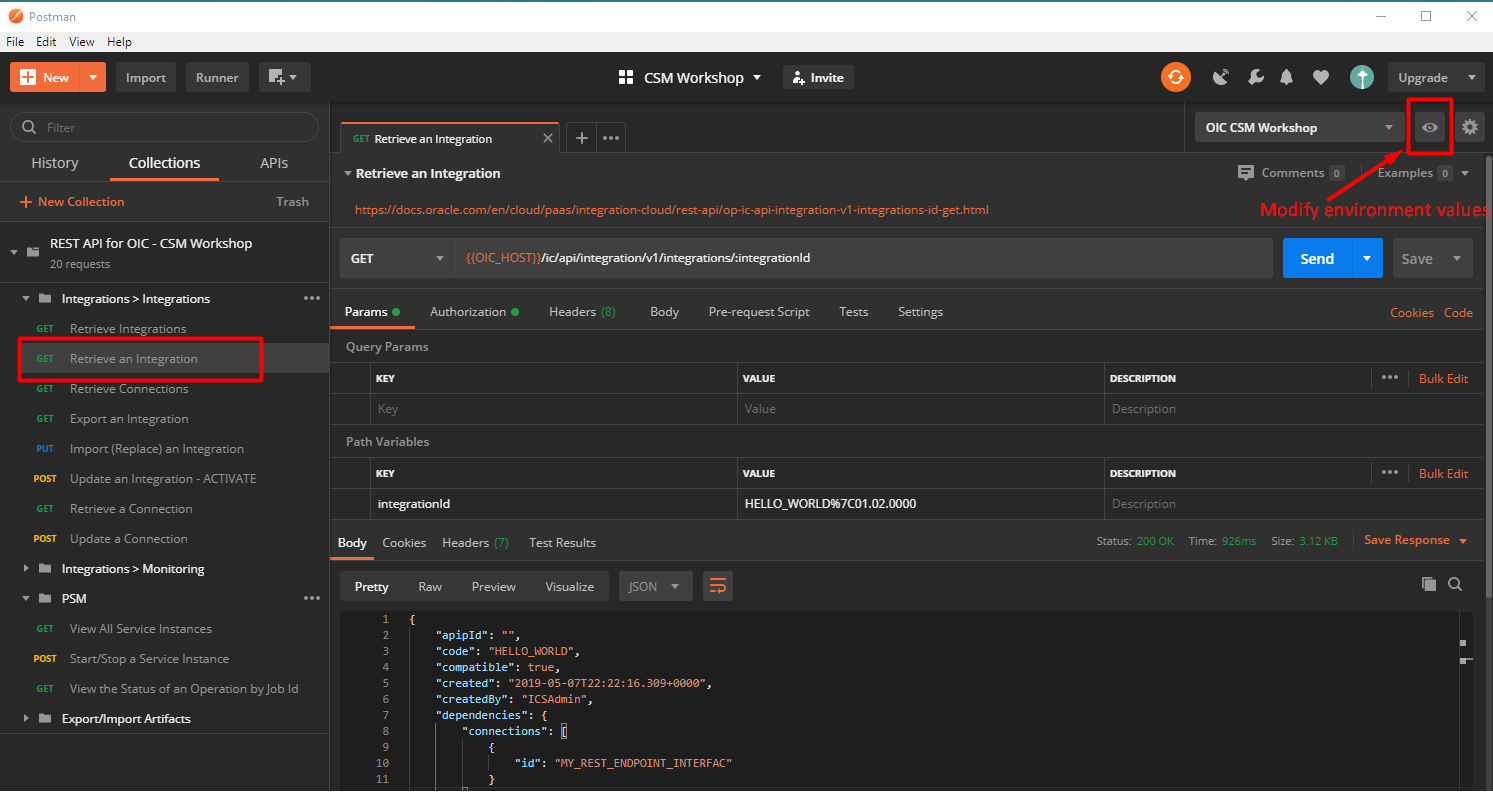 Postman
File Edit View Help
New Import Runner CSM Workshop Invite Upgrade
Filter
History Collections APIs
New Collection Trash
REST API for OIC - CSM Workshop
20 requests
Integrations > Integrations
GET Retrieve Integrations
GET Retrieve an Integration
GET Retrieve Connections
GET Export an Integration
PUT Import (Replace) an Integration
POST Update an Integration - ACTIVATE
GET Retrieve a Connection
POST Update a Connection
Integrations > Monitoring
PSM
GET View All Service Instances
POST Start/Stop a Service Instance
GET View the Status of an Operation by Job Id
Export/Import Artifacts
GET Retrieve an Integration
OIC CSM Workshop
Retrieve an Integration
Comments 0 Examples 0
Modify environment values
https://docs.oracle.com/en/cloud/paas/integration-cloud/rest-api/op-ic-api-integration-v1-integrations-id-get.html
GET {{OIC_HOST}}/ic/api/integration/v1/integrations/:integrationId Send Save
Params Authorization Headers (8) Body Pre-request Script Tests Settings Cookies Code
Query Params
KEY VALUE DESCRIPTION Bulk Edit
Key Value Description
Path Variables
KEY VALUE DESCRIPTION Bulk Edit
integrationId HELLO_WORLD%7C01.02.0000 Description
Body Cookies Headers (7) Test Results Status: 200 OK Time: 926ms Size: 3.12 KB Save Response
Pretty Raw Preview Visualize JSON
1 {
2 "apipId": "",
3 "code": "HELLO_WORLD",
4 "compatible": true,
5 "created": "2019-05-07T22:22:16.309+0000",
6 "createdBy": "ICSAdmin",
7 "dependencies": {
8 "connections": [
9 {
10 "id": "MY_REST_ENDPOINT_INTERFAC"
11 }